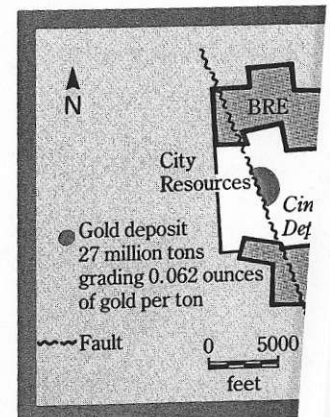 N
BRE
City
Resources
Cin
Dep
Gold deposit
27 million tons
grading 0.062 ounces
of gold per ton
Fault
0 5000
feet